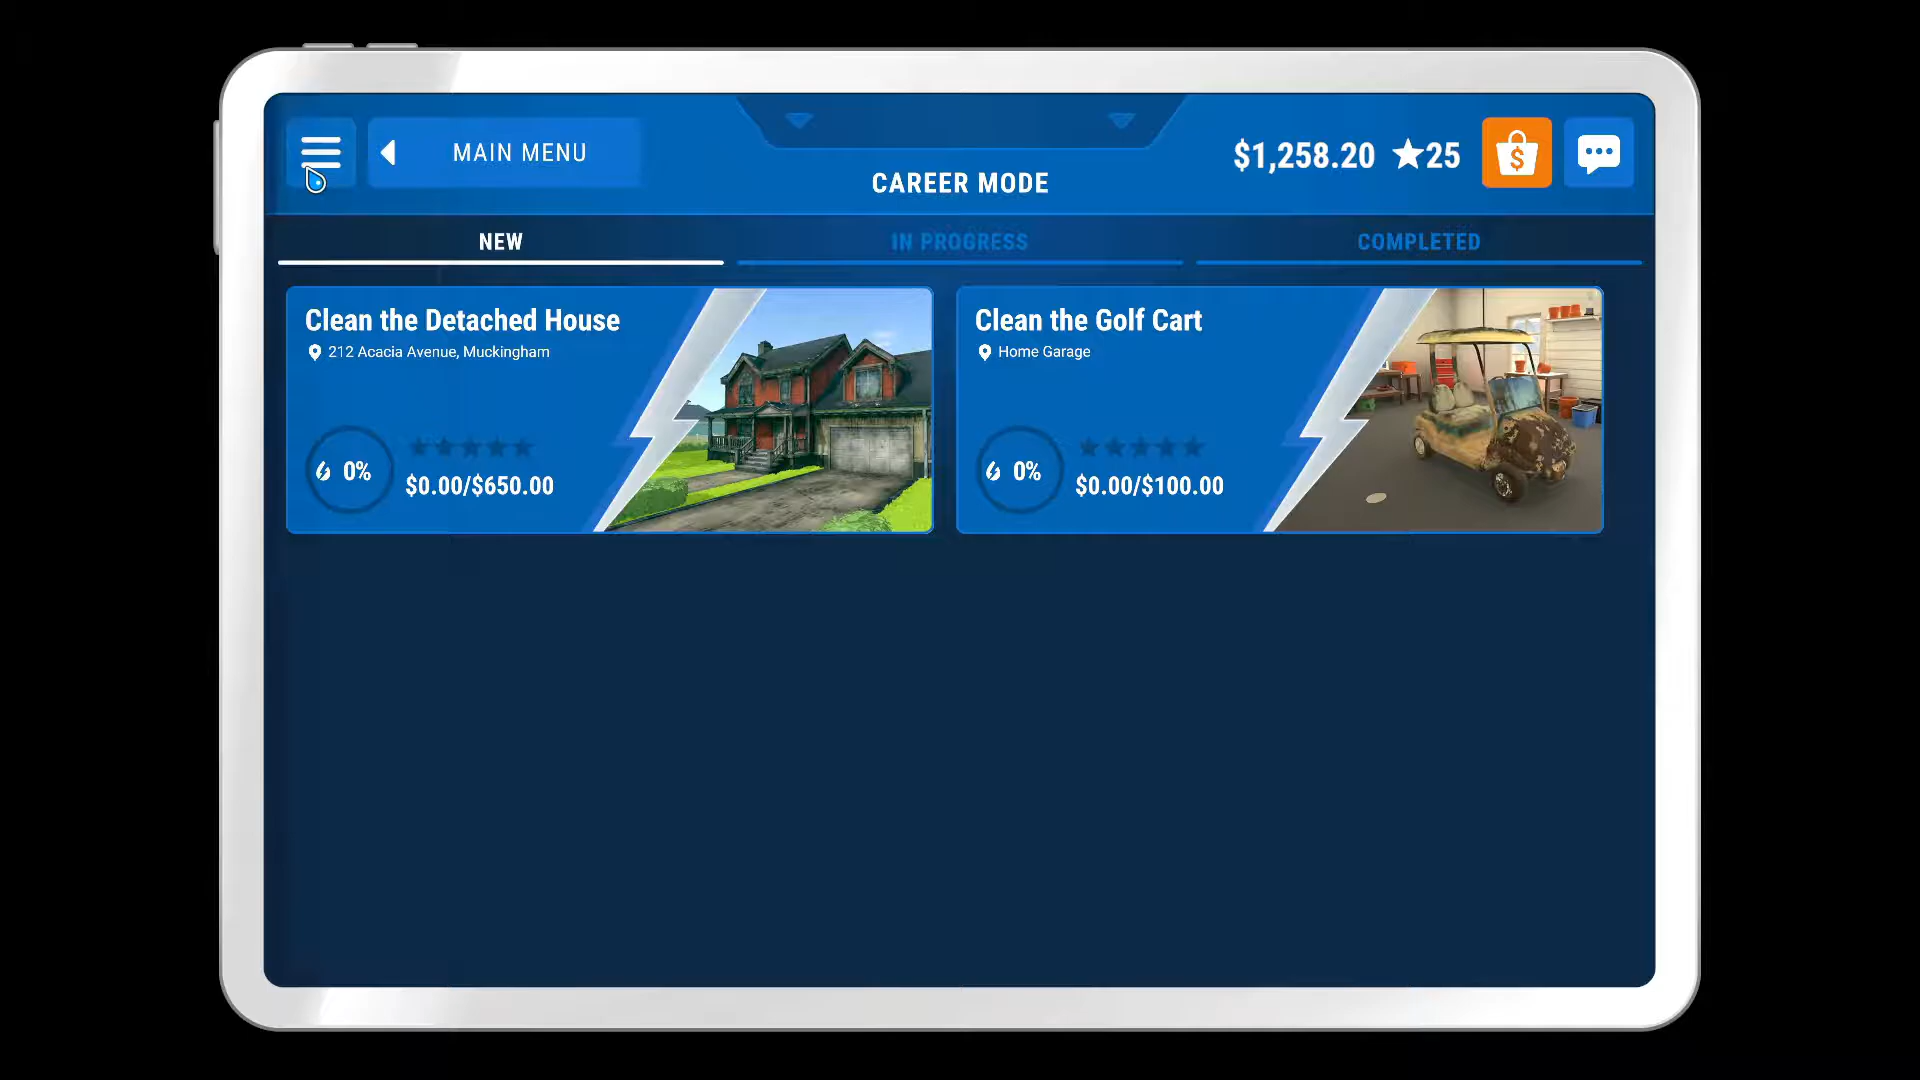 MAIN MENU
CAREER MODE
$1,258.20 ★25
NEW
IN PROGRESS
COMPLETED
Clean the Detached House
212 Acacia Avenue, Muckingham
0%
$0.00/$650.00
Clean the Golf Cart
Home Garage
0%
$0.00/$100.00